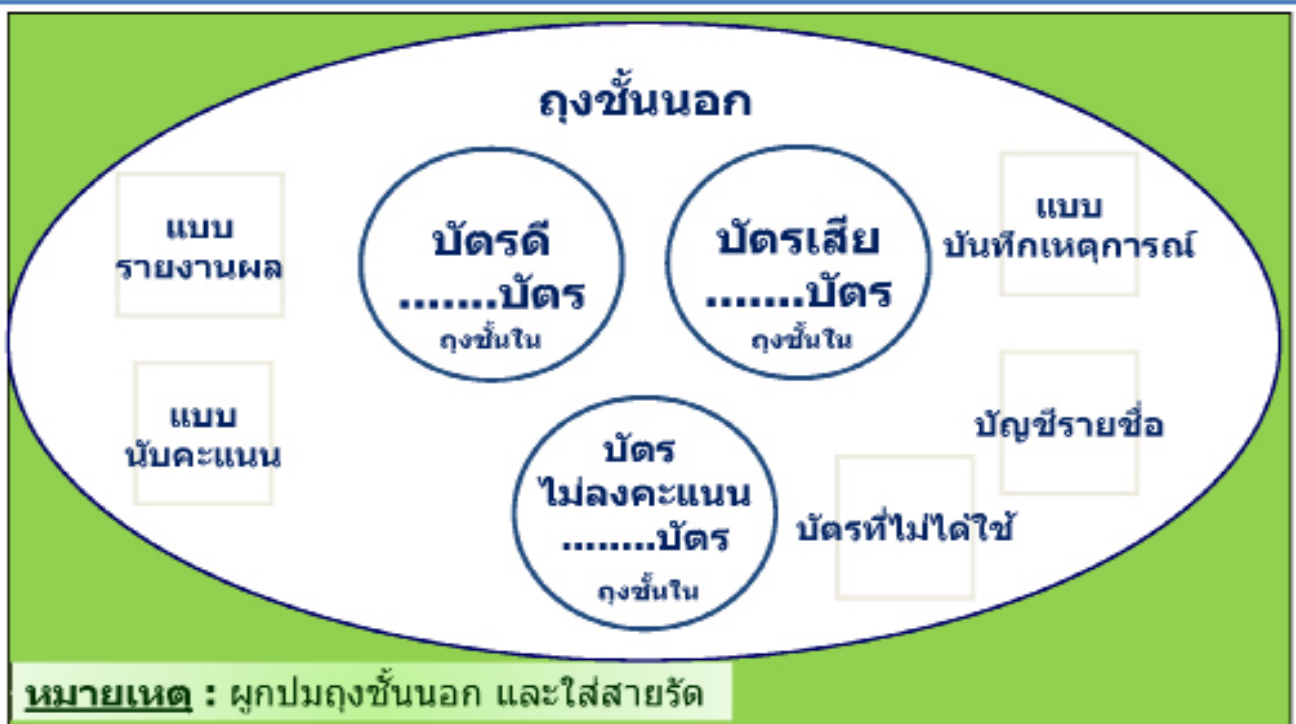 ถุงชั้นนอก
แบบ
รายงานผล
บัตรดี
.......บัตร
ถุงชั้นใน
บัตรเสีย
.......บัตร
ถุงชั้นใน
แบบ
บันทึกเหตุการณ์
แบบ
นับคะแนน
บัตร
ไม่ลงคะแนน
........บัตร
ถุงชั้นใน
บัตรที่ไม่ได้ใช้
บัญชีรายชื่อ
หมายเหตุ : ผูกปมถุงชั้นนอก และใส่สายรัด